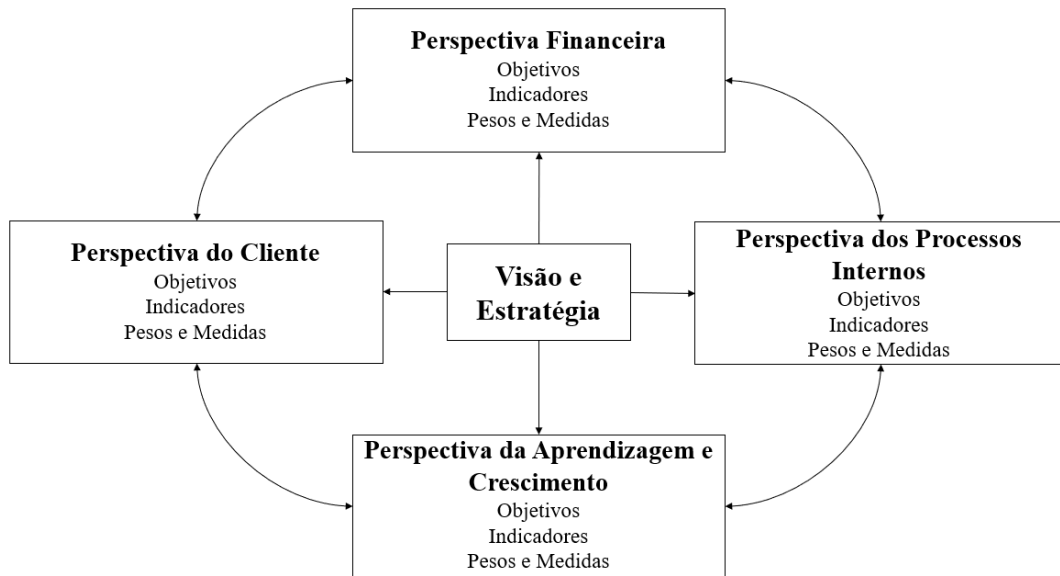 Perspectiva Financeira
Objetivos
Indicadores
Pesos e Medidas
Perspectiva do Cliente
Objetivos
Indicadores
Pesos e Medidas
Visão e
Estratégia
Perspectiva dos Processos
Internos
Objetivos
Indicadores
Pesos e Medidas
Perspectiva da Aprendizagem e
Crescimento
Objetivos
Indicadores
Pesos e Medidas